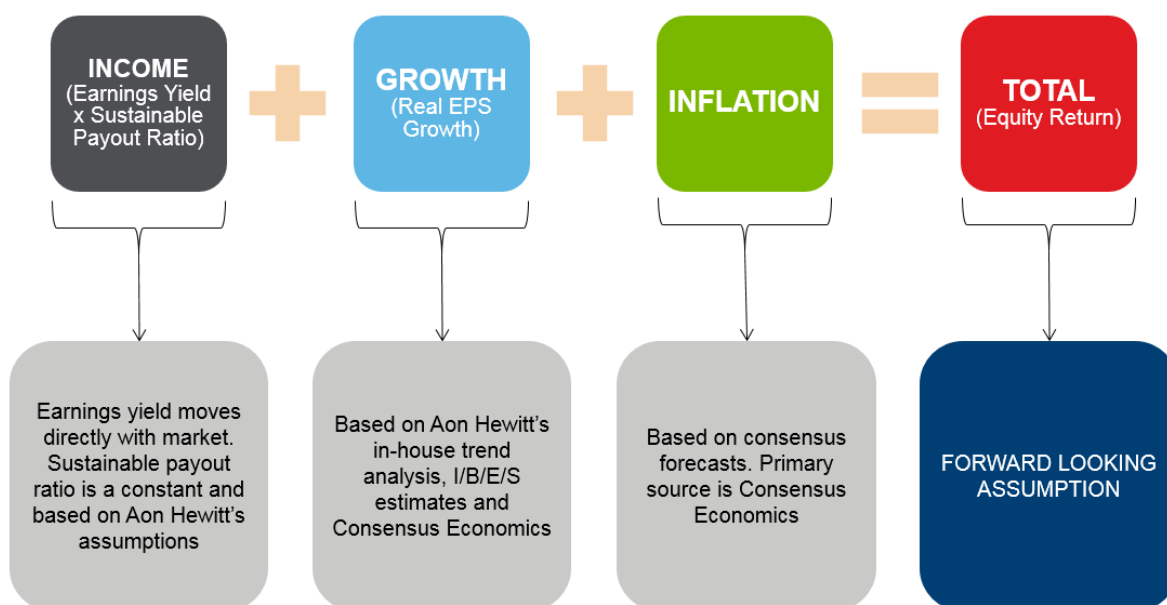 INCOME
(Earnings Yield
x Sustainable
Payout Ratio)
GROWTH
(Real EPS
Growth)
INFLATION
TOTAL
(Equity Return)
Earnings yield moves
directly with market.
Sustainable payout
ratio is a constant and
based on Aon Hewitt’s
assumptions
Based on Aon Hewitt’s
in-house trend
analysis, I/B/E/S
estimates and
Consensus Economics
Based on consensus
forecasts. Primary
source is Consensus
Economics
FORWARD LOOKING
ASSUMPTION